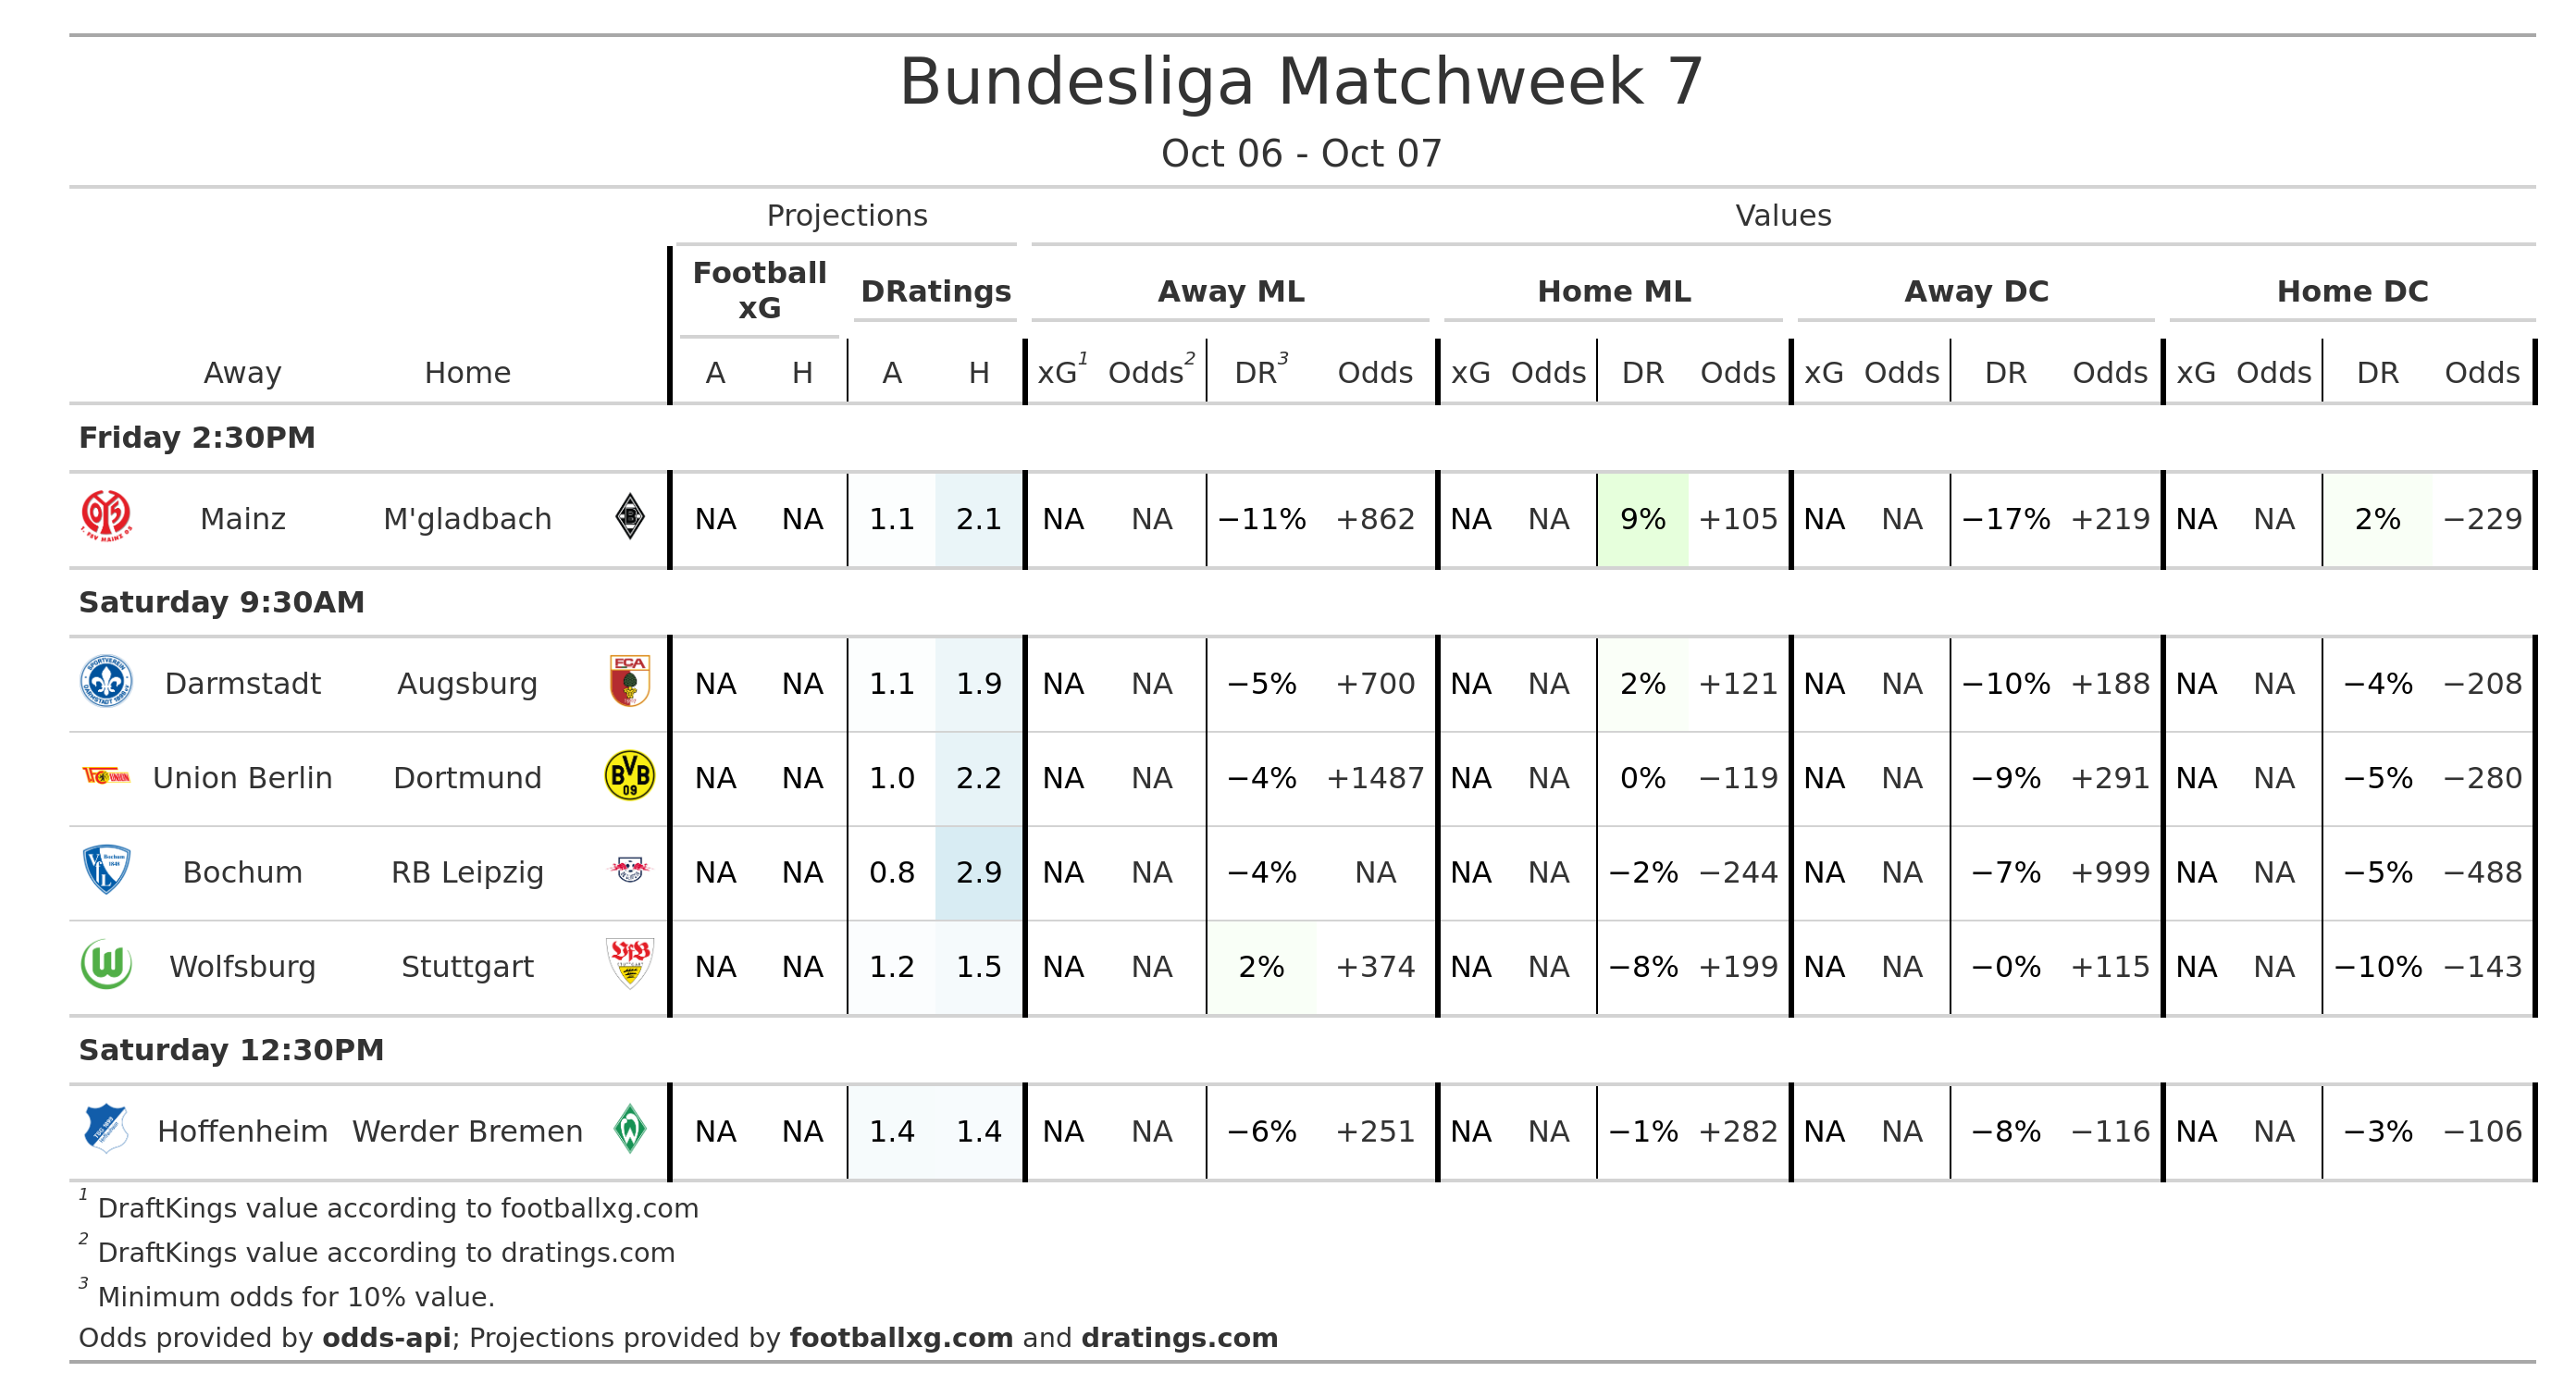 Bundesliga Matchweek 7
Oct 06 - Oct 07
Projections Values
Football xG DRatings Away ML Home ML Away DC Home DC
Away Home A H A H xG1 Odds2 DR3 Odds xG Odds DR Odds xG Odds DR Odds xG Odds DR Odds
Friday 2:30PM
Mainz M'gladbach NA NA 1.1 2.1 NA NA −11% +862 NA NA 9% +105 NA NA −17% +219 NA NA 2% −229
Saturday 9:30AM
Darmstadt Augsburg NA NA 1.1 1.9 NA NA −5% +700 NA NA 2% +121 NA NA −10% +188 NA NA −4% −208
Union Berlin Dortmund NA NA 1.0 2.2 NA NA −4% +1487 NA NA 0% −119 NA NA −9% +291 NA NA −5% −280
Bochum RB Leipzig NA NA 0.8 2.9 NA NA −4% NA NA NA −2% −244 NA NA −7% +999 NA NA −5% −488
Wolfsburg Stuttgart NA NA 1.2 1.5 NA NA 2% +374 NA NA −8% +199 NA NA −0% +115 NA NA −10% −143
Saturday 12:30PM
Hoffenheim Werder Bremen NA NA 1.4 1.4 NA NA −6% +251 NA NA −1% +282 NA NA −8% −116 NA NA −3% −106
1 DraftKings value according to footballxg.com
2 DraftKings value according to dratings.com
3 Minimum odds for 10% value.
Odds provided by odds-api; Projections provided by footballxg.com and dratings.com